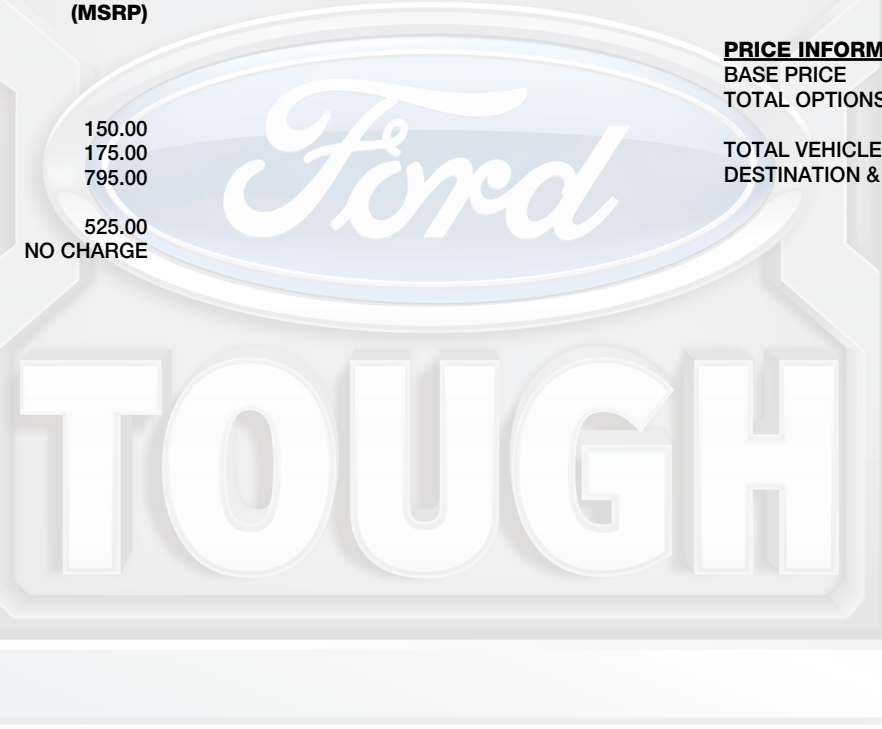 (MSRP)
150.00
175.00
795.00
525.00
NO CHARGE
PRICE INFORM
BASE PRICE
TOTAL OPTIONS
TOTAL VEHICLE
DESTINATION &
Ford
TOUGH